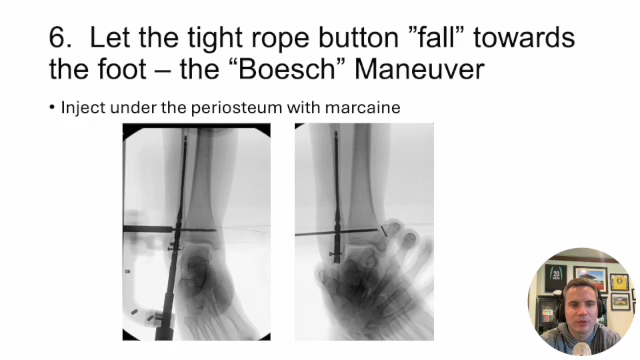 6.  Let the tight rope button ”fall” towards
the foot – the “Boesch” Maneuver
• Inject under the periosteum with marcaine